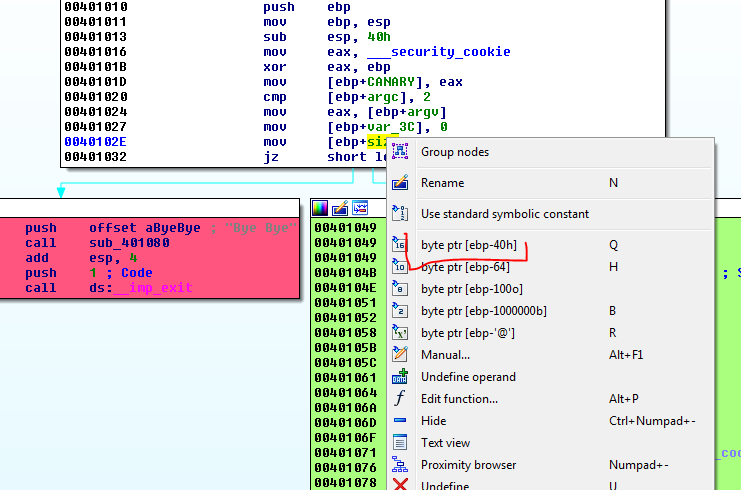 00401010 push ebp
00401011 mov ebp, esp
00401013 sub esp, 40h
00401016 mov eax, ___security_cookie
0040101B xor eax, ebp
0040101D mov [ebp+CANARY], eax
00401020 cmp [ebp+argc], 2
00401024 mov eax, [ebp+argv]
00401027 mov [ebp+var_3C], 0
0040102E mov [ebp+siz
00401032 jz short lo
push offset aByeBye ; "Bye Bye"
call sub_401080
add esp, 4
push 1 ; Code
call ds:__imp_exit
00401049
00401049
00401049
0040104B
0040104E
00401051
00401052
00401058
0040105B
0040105C
00401061
00401064
0040106A
0040106D
0040106F
00401071
00401076
00401078
Group nodes
Rename N
Use standard symbolic constant
byte ptr [ebp-40h] Q
byte ptr [ebp-64] H
byte ptr [ebp-100o]
byte ptr [ebp-1000000b] B
byte ptr [ebp-'@'] R
Manual... Alt+F1
Undefine operand
Edit function... Alt+P
Hide Ctrl+Numpad+-
Text view
Proximity browser Numpad+-
Undefine U
; S
_coo